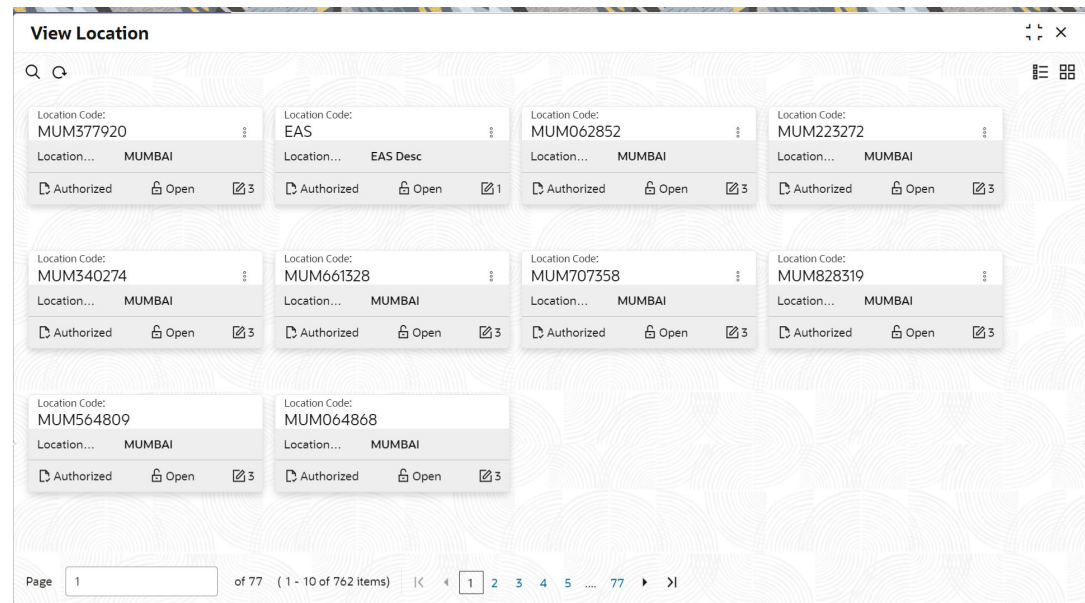 View Location
Location Code: Location Code: Location Code: Location Code:
MUM377920 EAS MUM062852 MUM223272
Location... MUMBAI Location... EAS Desc Location... MUMBAI Location... MUMBAI
Authorized Open 3 Authorized Open 1 Authorized Open 3 Authorized Open 3
Location Code: Location Code: Location Code: Location Code:
MUM340274 MUM661328 MUM707358 MUM828319
Location... MUMBAI Location... MUMBAI Location... MUMBAI Location... MUMBAI
Authorized Open 3 Authorized Open 3 Authorized Open 3 Authorized Open 3
Location Code: Location Code:
MUM564809 MUM064868
Location... MUMBAI Location... MUMBAI
Authorized Open 3 Authorized Open 3
Page 1 of 77 ( 1 - 10 of 762 items) 1 2 3 4 5 .... 77